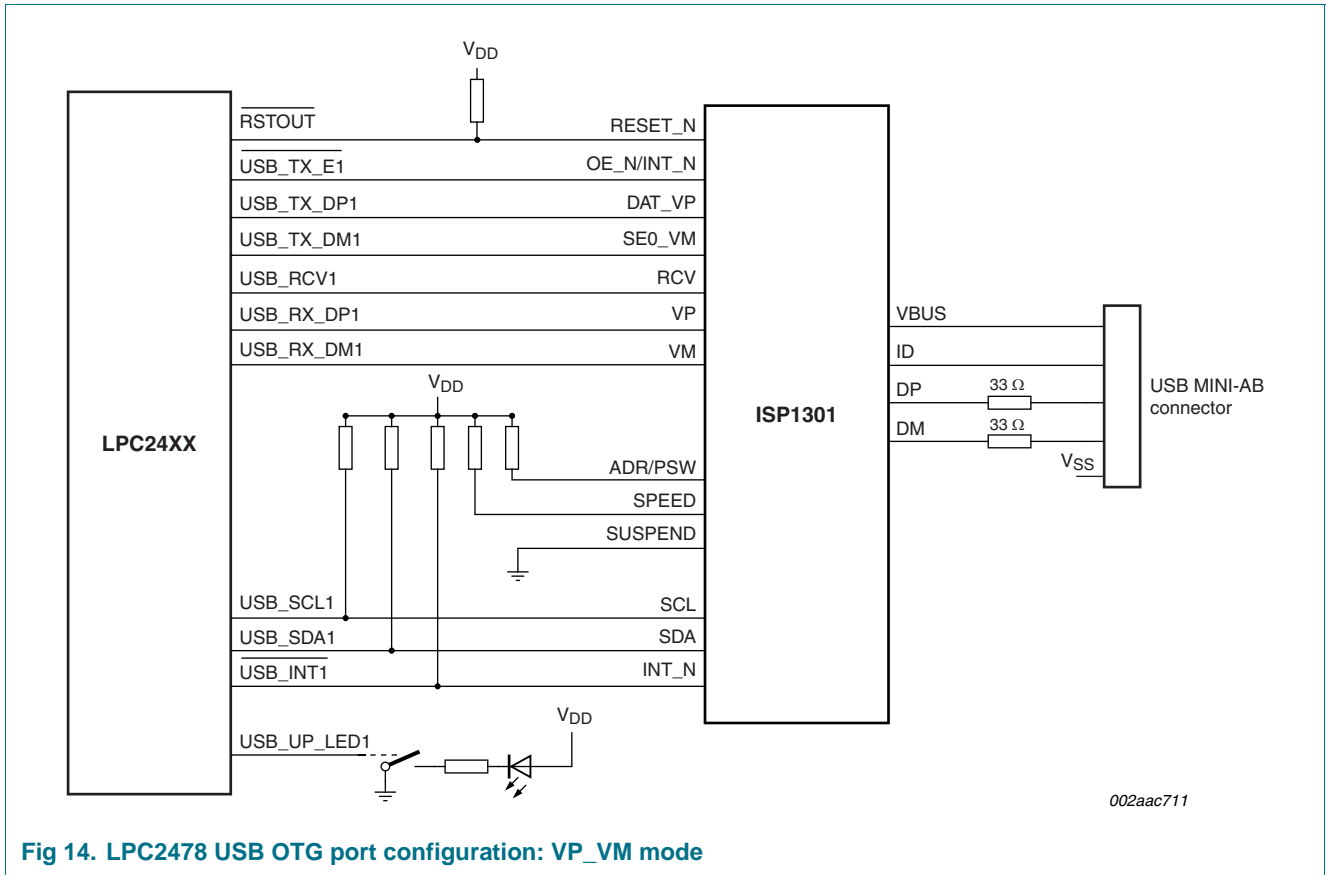 VDD
RSTOUT
RESET_N
USB_TX_E1
OE_N/INT_N
USB_TX_DP1
DAT_VP
USB_TX_DM1
SE0_VM
USB_RCV1
RCV
USB_RX_DP1
VP
USB_RX_DM1
VM
VBUS
ID
DP
33 Ω
DM
33 Ω
VSS
USB MINI-AB
connector
LPC24XX
ISP1301
VDD
ADR/PSW
SPEED
SUSPEND
USB_SCL1
SCL
USB_SDA1
SDA
USB_INT1
INT_N
VDD
USB_UP_LED1
002aac711
Fig 14. LPC2478 USB OTG port configuration: VP_VM mode